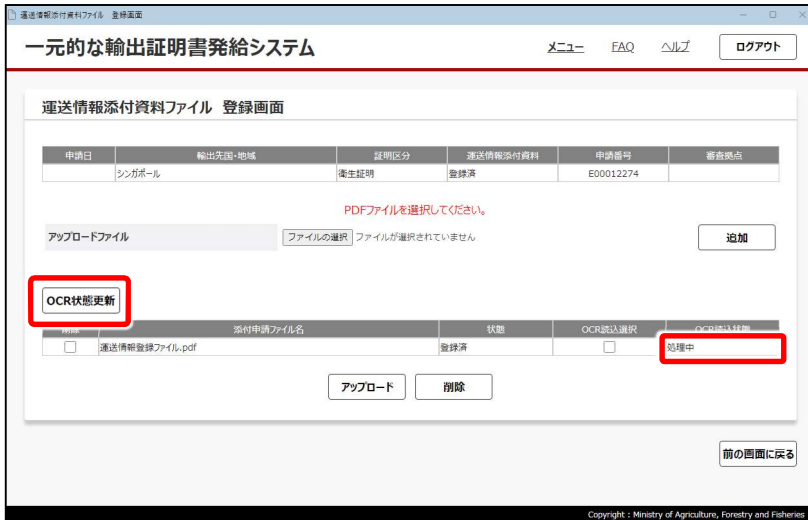 運送情報添付資料ファイル 登録画面
一元的な輸出証明書発給システム メニュー FAQ ヘルプ ログアウト
運送情報添付資料ファイル 登録画面
申請日 輸出先国・地域 証明区分 運送情報添付資料 申請番号 審査拠点
シンガポール 衛生証明 登録済 E00012274
PDFファイルを選択してください。
アップロードファイル ファイルの選択 ファイルが選択されていません 追加
OCR状態更新
削除 添付申請ファイル名 状態 OCR読込選択 OCR読込状態
運送情報登録ファイル.pdf 登録済 処理中
アップロード 削除
前の画面に戻る
Copyright : Ministry of Agriculture, Forestry and Fisheries